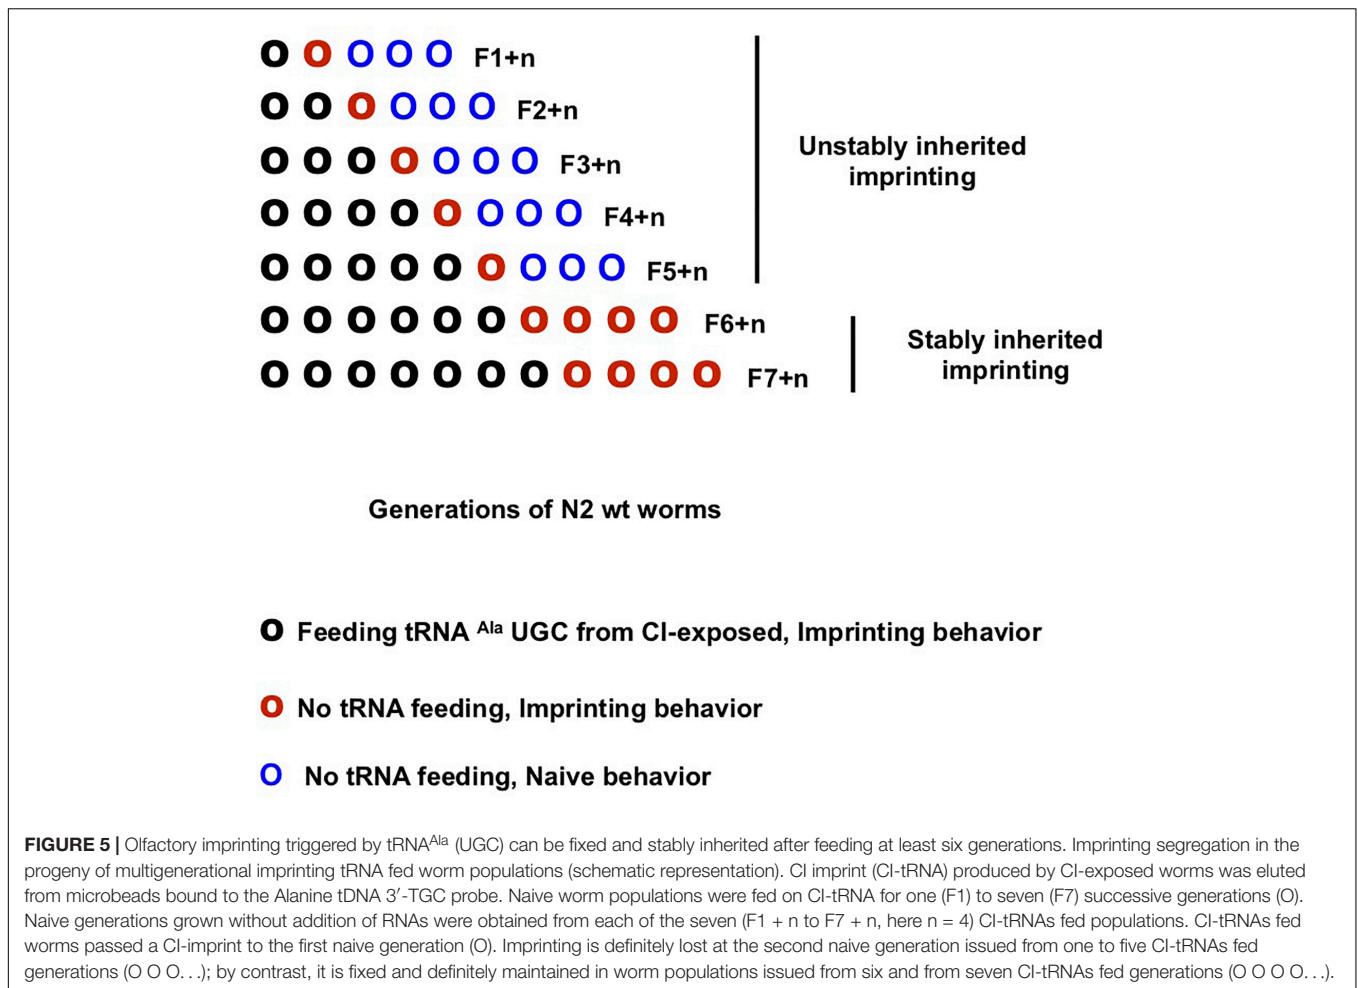 O O O O O F1+n
O O O O O O F2+n
O O O O O O O F3+n
O O O O O O O O F4+n
O O O O O O O O O F5+n
O O O O O O O O O O F6+n
O O O O O O O O O O O F7+n
Unstably inherited
imprinting
Stably inherited
imprinting
Generations of N2 wt worms
O Feeding tRNA Ala UGC from CI-exposed, Imprinting behavior
O No tRNA feeding, Imprinting behavior
O No tRNA feeding, Naive behavior
FIGURE 5 | Olfactory imprinting triggered by tRNAAla (UGC) can be fixed and stably inherited after feeding at least six generations. Imprinting segregation in the
progeny of multigenerational imprinting tRNA fed worm populations (schematic representation). CI imprint (CI-tRNA) produced by CI-exposed worms was eluted
from microbeads bound to the Alanine tDNA 3′-TGC probe. Naive worm populations were fed on CI-tRNA for one (F1) to seven (F7) successive generations (O).
Naive generations grown without addition of RNAs were obtained from each of the seven (F1 + n to F7 + n, here n = 4) CI-tRNAs fed populations. CI-tRNAs fed
worms passed a CI-imprint to the first naive generation (O). Imprinting is definitely lost at the second naive generation issued from one to five CI-tRNAs fed
generations (O O O. . .); by contrast, it is fixed and definitely maintained in worm populations issued from six and from seven CI-tRNAs fed generations (O O O O. . .).